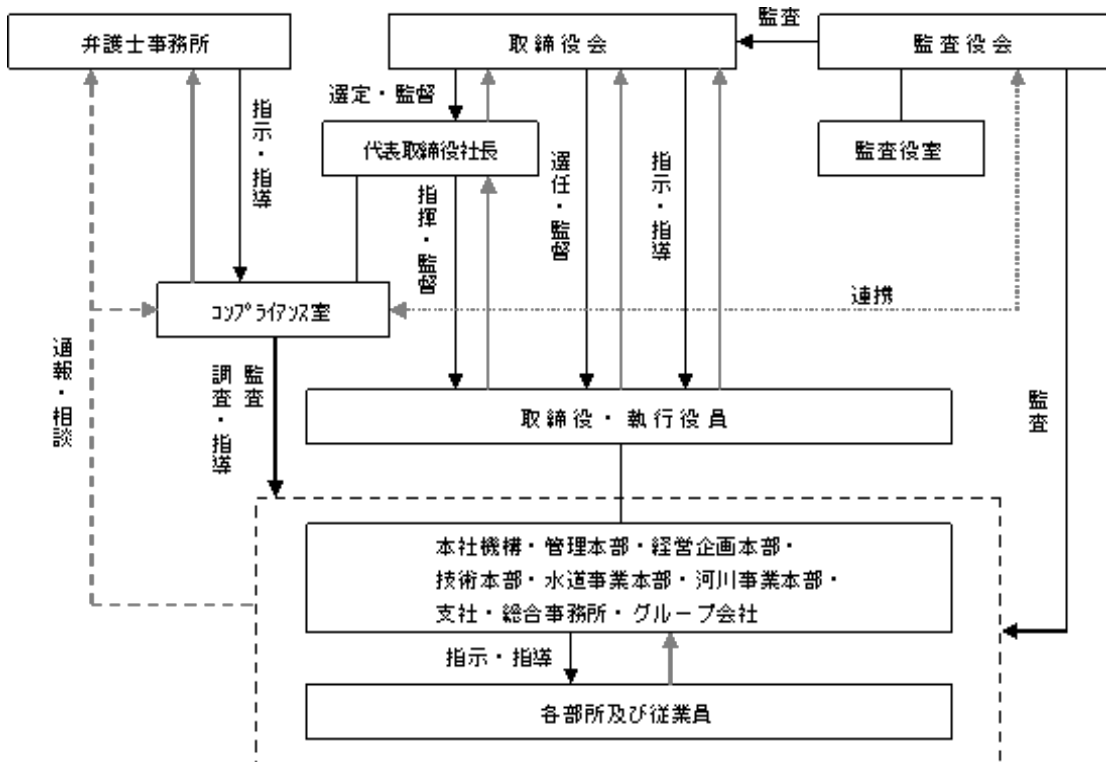 弁護士事務所
取締役会
監査
監査役会
選定・監督
指示・指導
代表取締役社長
監査役室
選任・監督
指示・指導
指揮・監督
コンプライアンス室
連携
通報・相談
監査
調査・指導
取締役・執行役員
監査
本社機構・管理本部・経営企画本部・
技術本部・水道事業本部・河川事業本部・
支社・総合事務所・グループ会社
指示・指導
各部所及び従業員